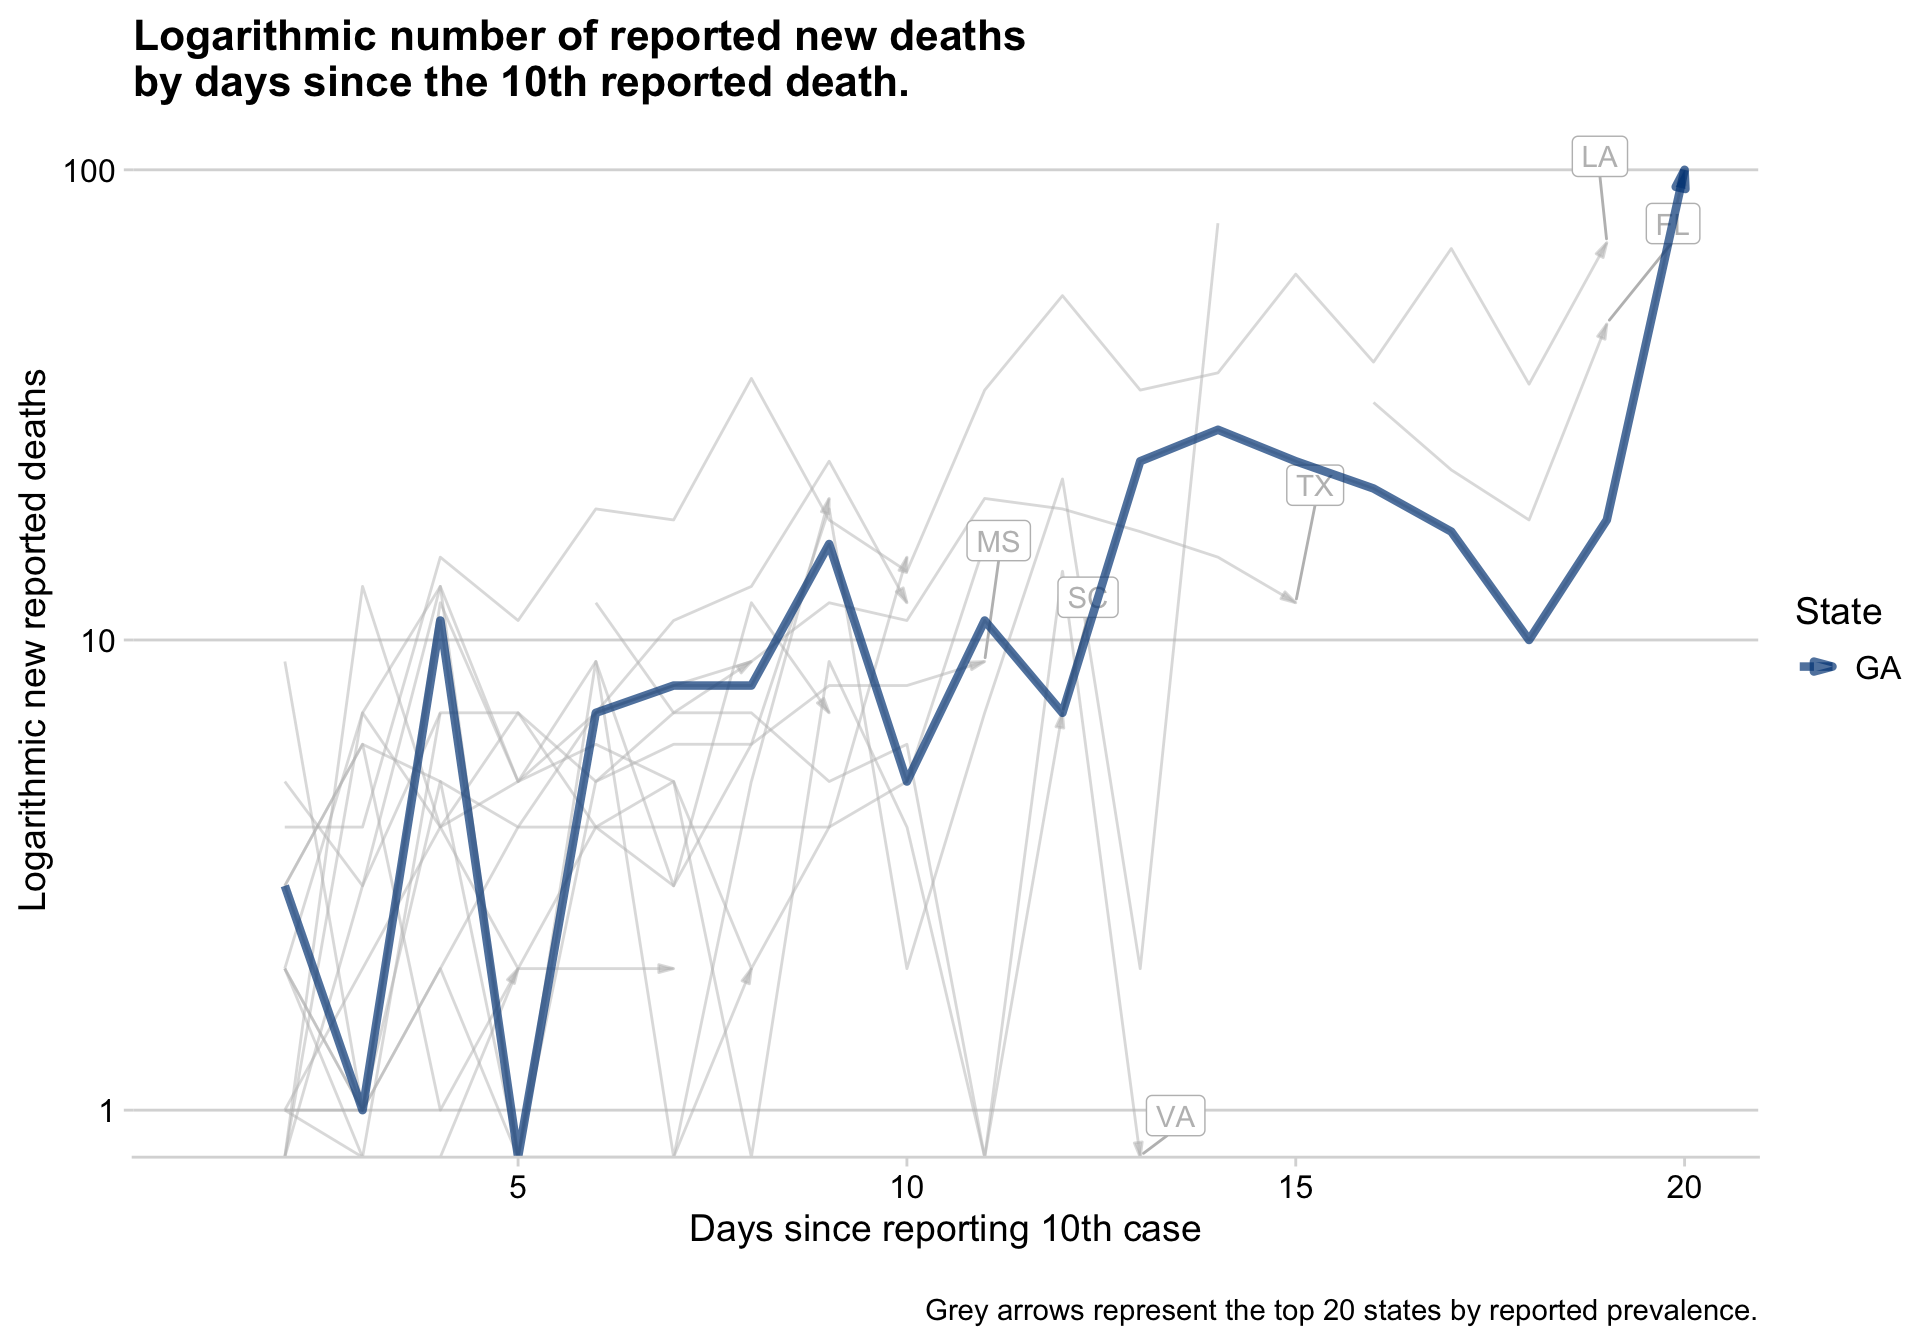 Logarithmic number of reported new deaths
by days since the 10th reported death.
100
10
1
Logarithmic new reported deaths
LA
FL
TX
MS
SC
VA
State
GA
5
10
15
20
Days since reporting 10th case
Grey arrows represent the top 20 states by reported prevalence.